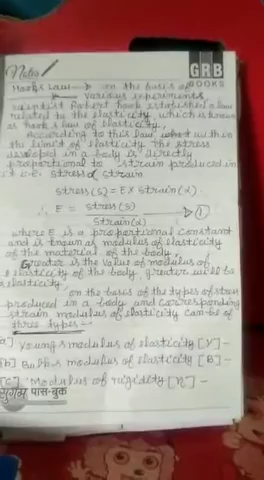 Notes
GRB
BOOKS
Hooks Law → On the basis of
various experiments
scientist Robert hook established a law
related to the elasticity which is known
as hook's law of elasticity.
According to this law, within
the limit of elasticity the stress
developed in a body is directly
proportional to strain produced in
it i.e. stress α strain
stress(s) = E × strain(α)
∴ E = stress(s)
strain(α) → ①
where E is a proportional constant
and is known as modulus of elasticity
of the material of the body.
Greater is the value of modulus of
elasticity of the body, greater will be
elasticity.
on the basis of the types of stress
produced in a body and corresponding
strain modulus of elasticity can be of
three types -
a] Young's modulus of elasticity [Y] -
[b] Bulk's modulus of elasticity [B] -
[c] Modulus of rigidity [η] -
सुगम पास-बुक